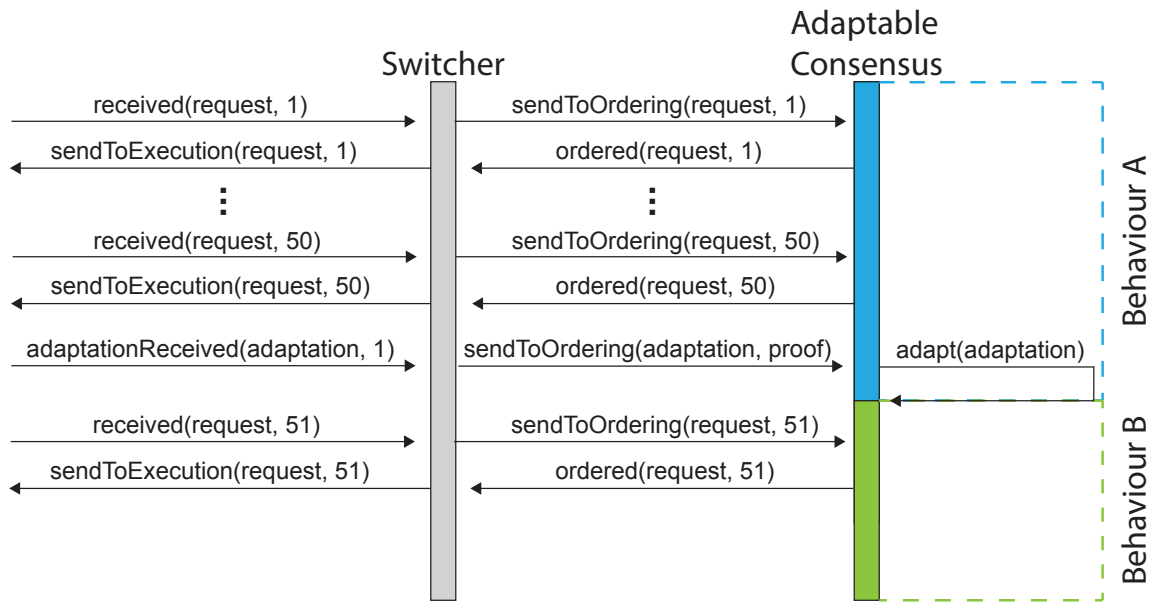 Adaptable
Switcher
Consensus
received(request, 1)
sendToOrdering(request, 1)
sendToExecution(request, 1)
ordered(request, 1)
received(request, 50)
sendToOrdering(request, 50)
sendToExecution(request, 50)
ordered(request, 50)
adaptationReceived(adaptation, 1)
sendToOrdering(adaptation, proof)
adapt(adaptation)
received(request, 51)
sendToOrdering(request, 51)
sendToExecution(request, 51)
ordered(request, 51)
Behaviour A
Behaviour B